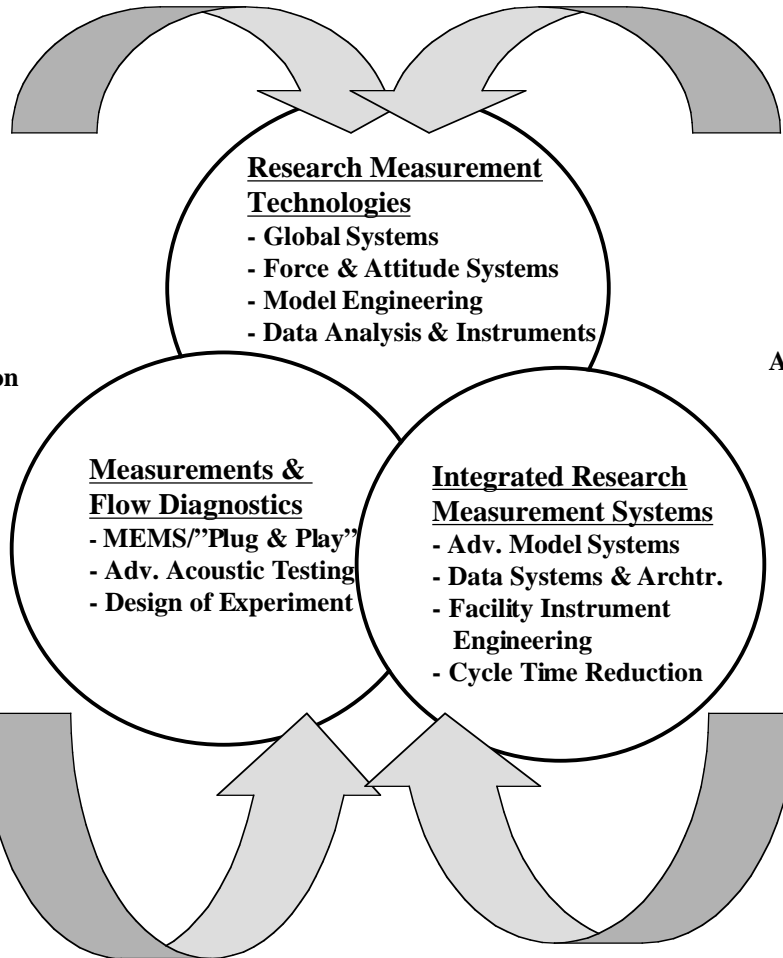 Research Measurement
Technologies
- Global Systems
- Force & Attitude Systems
- Model Engineering
- Data Analysis & Instruments
on
A
Measurements &
Flow Diagnostics
- MEMS/”Plug & Play”
- Adv. Acoustic Testing
- Design of Experiment
Integrated Research
Measurement Systems
- Adv. Model Systems
- Data Systems & Archtr.
- Facility Instrument
Engineering
- Cycle Time Reduction